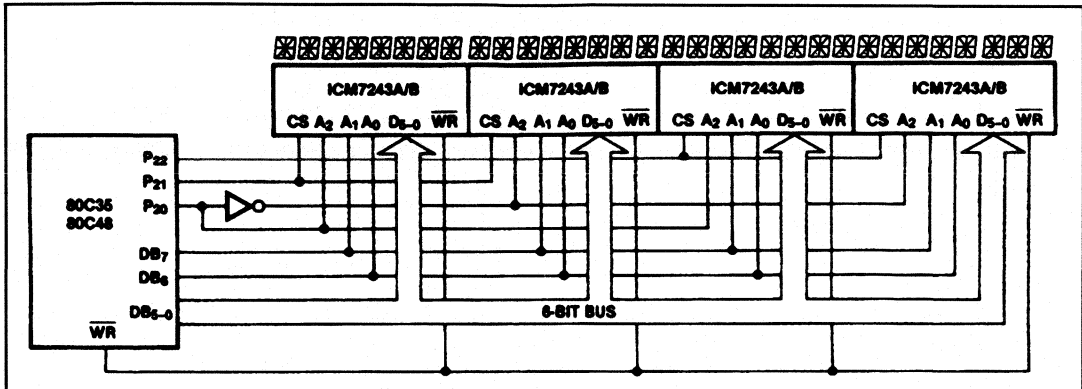 ICM7243A/B ICM7243A/B ICM7243A/B ICM7243A/B
CS A2 A1 A0 D5–0 WR CS A2 A1 A0 D5–0 WR CS A2 A1 A0 D5–0 WR CS A2 A1 A0 D5–0 WR
P22
P21
80C35
80C48
P20
DB7
DB6
DB5–0
6-BIT BUS
WR